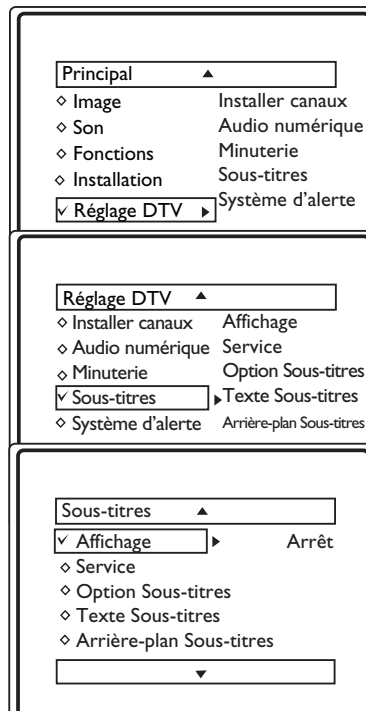 Principal
Image Installer canaux
Son Audio numérique
Fonctions Minuterie
Installation Sous-titres
Réglage DTV Système d'alerte
Réglage DTV
Installer canaux Affichage
Audio numérique Service
Minuterie Option Sous-titres
Sous-titres Texte Sous-titres
Système d'alerte Arrière-plan Sous-titres
Sous-titres
Affichage Arrêt
Service
Option Sous-titres
Texte Sous-titres
Arrière-plan Sous-titres